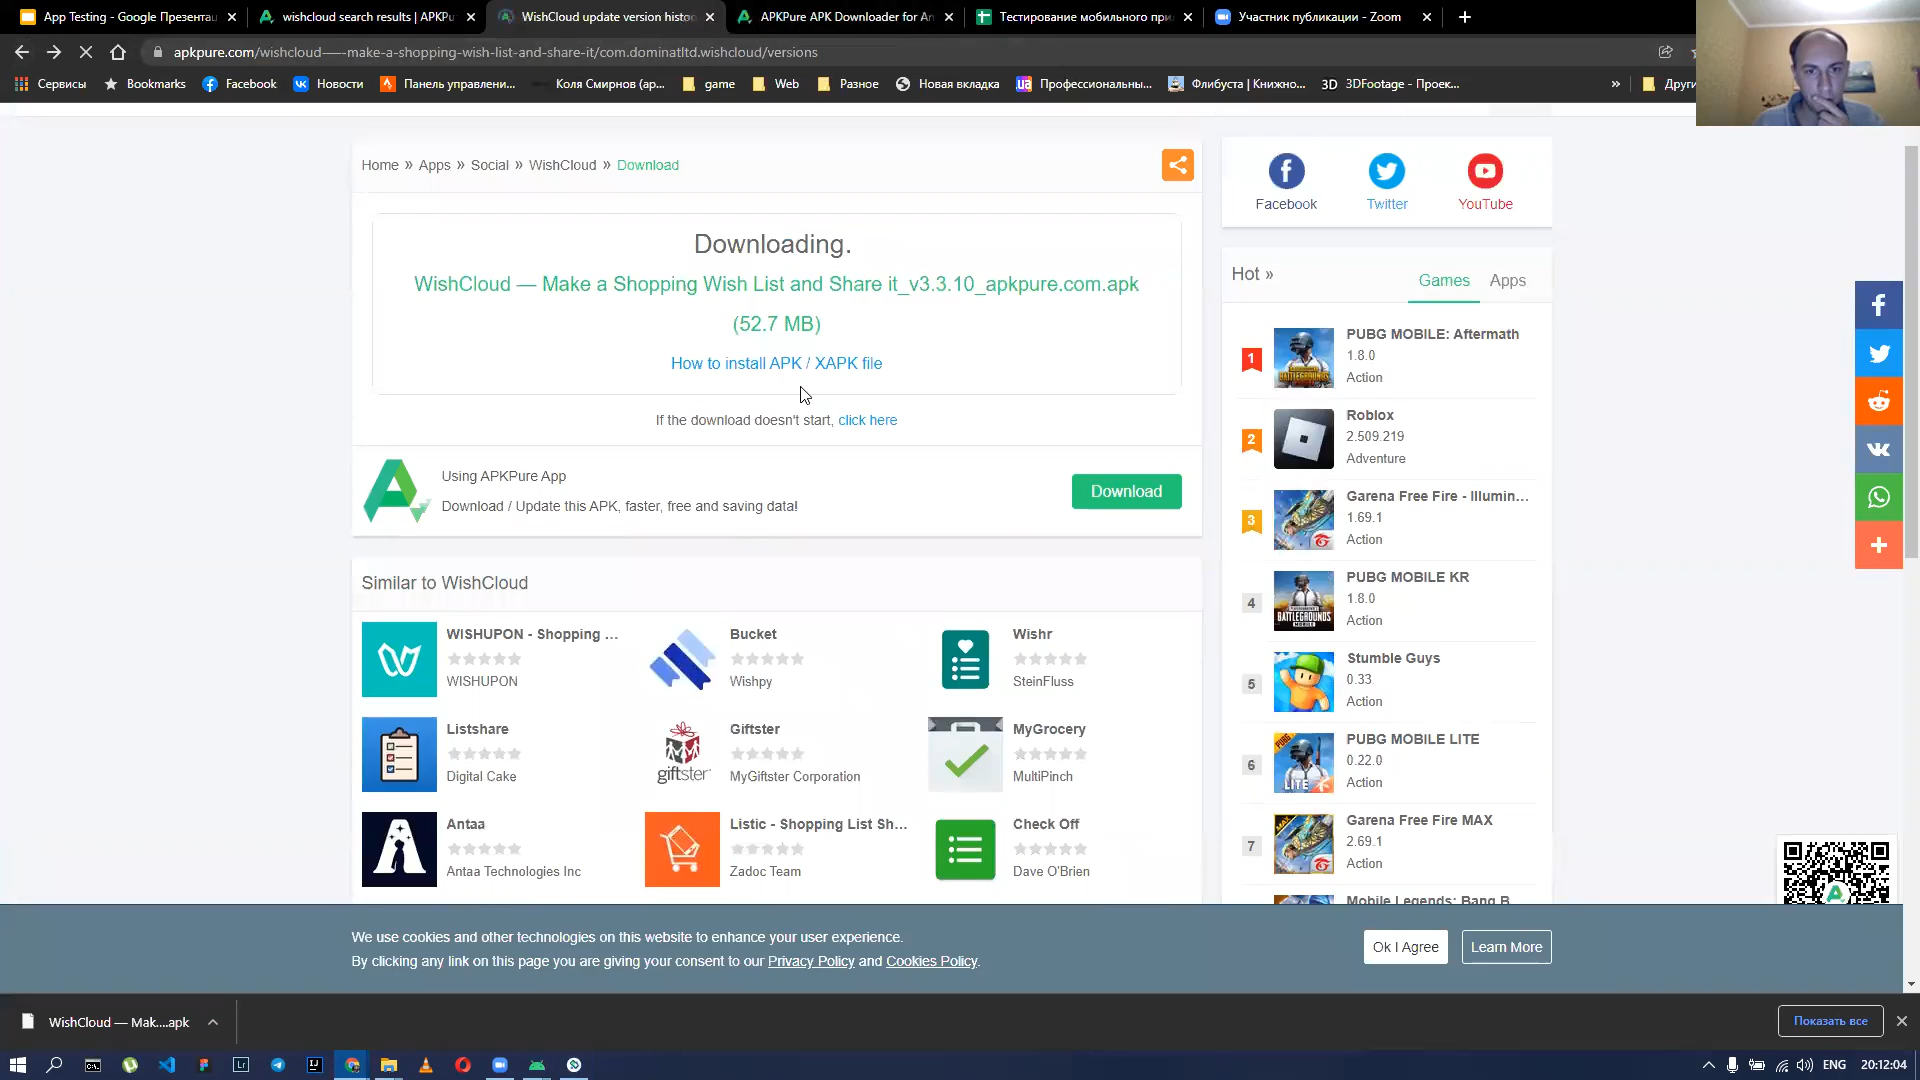 App Testing - Google Презентац
wishcloud search results | APKPu
WishCloud update version histo
APKPure APK Downloader for An
Тестирование мобильного при
Участник публикации - Zoom
apkpure.com/wishcloud-—-make-a-shopping-wish-list-and-share-it/com.dominatltd.wishcloud/versions
Сервисы
Bookmarks
Facebook
Новости
Панель управлени...
Коля Смирнов (ар...
game
Web
Разное
Новая вкладка
Профессиональны...
Флибуста | Книжно...
3DFootage - Проек...
»
Други
Home » Apps » Social » WishCloud » Download
Downloading.
WishCloud — Make a Shopping Wish List and Share it_v3.3.10_apkpure.com.apk
(52.7 MB)
How to install APK / XAPK file
If the download doesn't start, click here
Using APKPure App
Download / Update this APK, faster, free and saving data!
Download
Similar to WishCloud
WISHUPON - Shopping ...
WISHUPON
Bucket
Wishpy
Wishr
SteinFluss
Listshare
Digital Cake
giftster
Giftster
MyGiftster Corporation
MyGrocery
MultiPinch
Antaa
Antaa Technologies Inc
Listic - Shopping List Sh...
Zadoc Team
Check Off
Dave O'Brien
Facebook
Twitter
YouTube
Hot »
Games
Apps
1
PUBG MOBILE: Aftermath
1.8.0
Action
2
Roblox
2.509.219
Adventure
3
Garena Free Fire - Illumin...
1.69.1
Action
4
PUBG MOBILE KR
1.8.0
Action
5
Stumble Guys
0.33
Action
6
LITE
PUBG MOBILE LITE
0.22.0
Action
7
Garena Free Fire MAX
2.69.1
Action
Mobile Legends: Bang B
We use cookies and other technologies on this website to enhance your user experience.
By clicking any link on this page you are giving your consent to our Privacy Policy and Cookies Policy.
Ok I Agree
Learn More
WishCloud — Mak....apk
Показать все
ENG
20:12:04